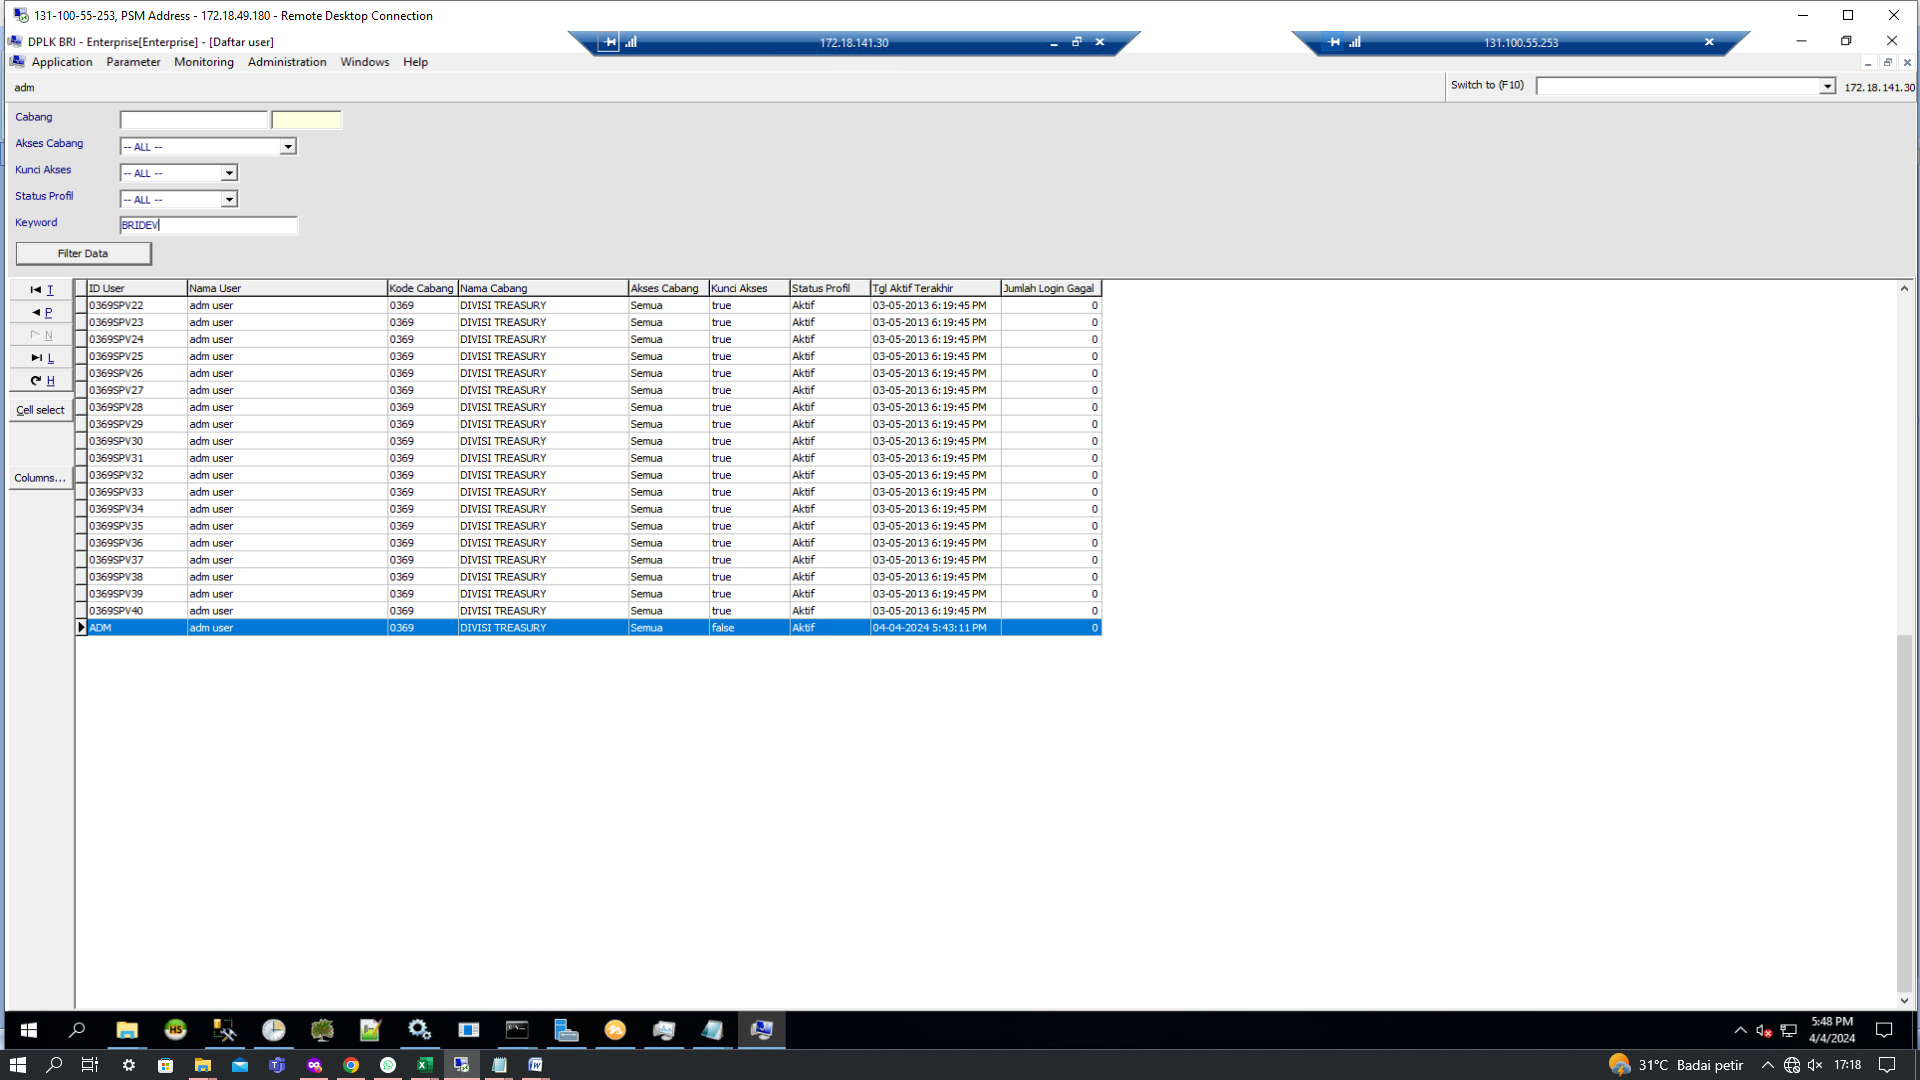 131-100-55-253, PSM Address - 172.18.49.180 - Remote Desktop Connection
DPLK BRI - Enterprise[Enterprise] - [Daftar user]
172.18.141.30
131.100.55.253
Application Parameter Monitoring Administration Windows Help
adm
Switch to (F10)
172.18.141.30
Cabang
Akses Cabang -- ALL --
Kunci Akses -- ALL --
Status Profil -- ALL --
Keyword BRIDEV
Filter Data
T
P
N
L
H
Cell select
Columns...
ID User Nama User Kode Cabang Nama Cabang Akses Cabang Kunci Akses Status Profil Tgl Aktif Terakhir Jumlah Login Gagal
0369SPV22 adm user 0369 DIVISI TREASURY Semua true Aktif 03-05-2013 6:19:45 PM 0
0369SPV23 adm user 0369 DIVISI TREASURY Semua true Aktif 03-05-2013 6:19:45 PM 0
0369SPV24 adm user 0369 DIVISI TREASURY Semua true Aktif 03-05-2013 6:19:45 PM 0
0369SPV25 adm user 0369 DIVISI TREASURY Semua true Aktif 03-05-2013 6:19:45 PM 0
0369SPV26 adm user 0369 DIVISI TREASURY Semua true Aktif 03-05-2013 6:19:45 PM 0
0369SPV27 adm user 0369 DIVISI TREASURY Semua true Aktif 03-05-2013 6:19:45 PM 0
0369SPV28 adm user 0369 DIVISI TREASURY Semua true Aktif 03-05-2013 6:19:45 PM 0
0369SPV29 adm user 0369 DIVISI TREASURY Semua true Aktif 03-05-2013 6:19:45 PM 0
0369SPV30 adm user 0369 DIVISI TREASURY Semua true Aktif 03-05-2013 6:19:45 PM 0
0369SPV31 adm user 0369 DIVISI TREASURY Semua true Aktif 03-05-2013 6:19:45 PM 0
0369SPV32 adm user 0369 DIVISI TREASURY Semua true Aktif 03-05-2013 6:19:45 PM 0
0369SPV33 adm user 0369 DIVISI TREASURY Semua true Aktif 03-05-2013 6:19:45 PM 0
0369SPV34 adm user 0369 DIVISI TREASURY Semua true Aktif 03-05-2013 6:19:45 PM 0
0369SPV35 adm user 0369 DIVISI TREASURY Semua true Aktif 03-05-2013 6:19:45 PM 0
0369SPV36 adm user 0369 DIVISI TREASURY Semua true Aktif 03-05-2013 6:19:45 PM 0
0369SPV37 adm user 0369 DIVISI TREASURY Semua true Aktif 03-05-2013 6:19:45 PM 0
0369SPV38 adm user 0369 DIVISI TREASURY Semua true Aktif 03-05-2013 6:19:45 PM 0
0369SPV39 adm user 0369 DIVISI TREASURY Semua true Aktif 03-05-2013 6:19:45 PM 0
0369SPV40 adm user 0369 DIVISI TREASURY Semua true Aktif 03-05-2013 6:19:45 PM 0
ADM adm user 0369 DIVISI TREASURY Semua false Aktif 04-04-2024 5:43:11 PM 0
HS
5:48 PM
4/4/2024
31°C Badai petir
17:18